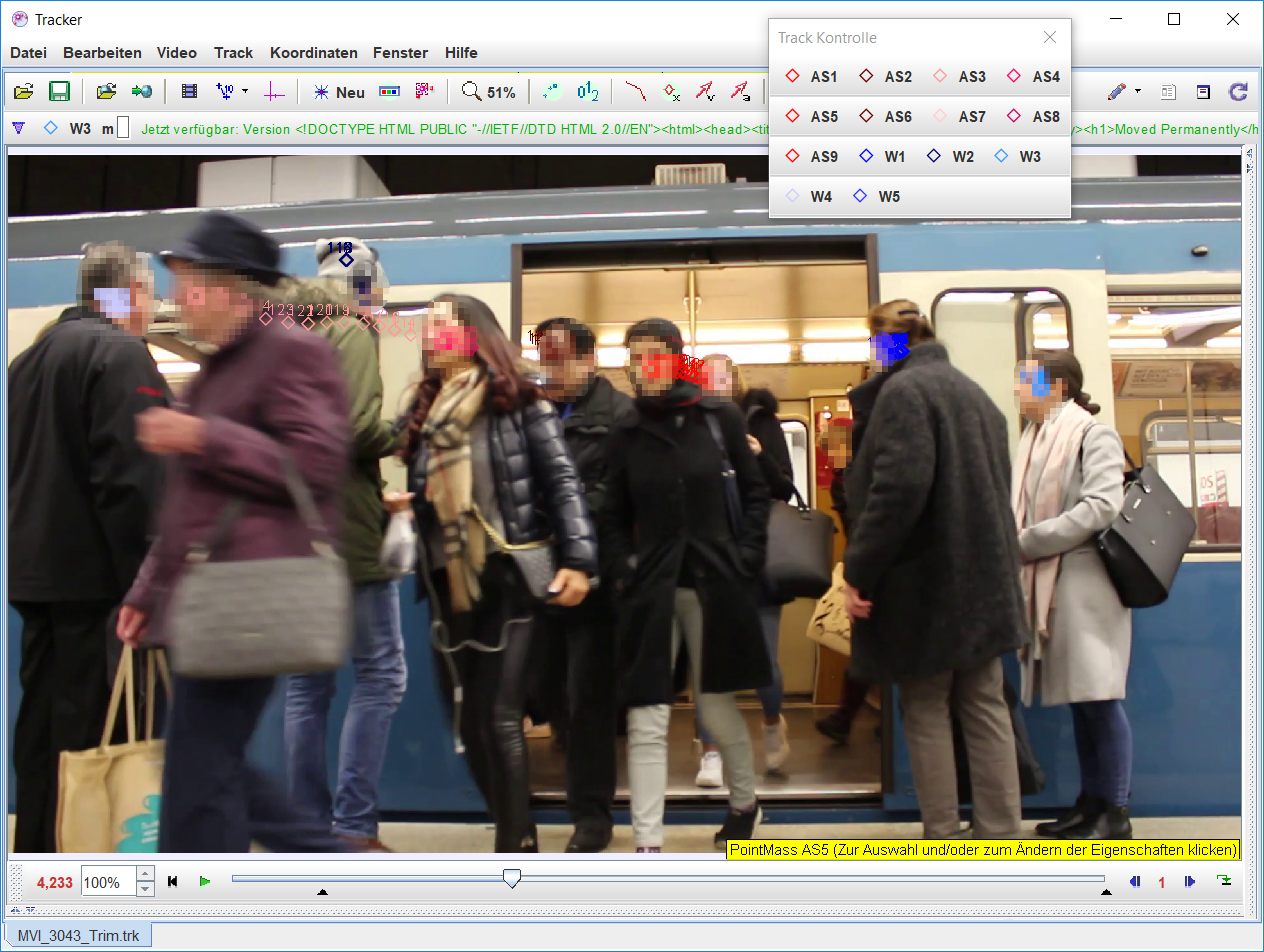 Tracker
Datei Bearbeiten Video Track Koordinaten Fenster Hilfe
Neu 51%
W3 m Jetzt verfügbar: Version <!DOCTYPE HTML PUBLIC "-//IETF//DTD HTML 2.0//EN"><html><head><tit
y><h1>Moved Permanently</h
Track Kontrolle
AS1 AS2 AS3 AS4
AS5 AS6 AS7 AS8
AS9 W1 W2 W3
W4 W5
PointMass AS5 (Zur Auswahl und/oder zum Ändern der Eigenschaften klicken)
4,233 100% 1
MVI_3043_Trim.trk